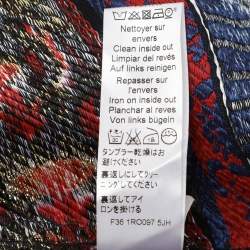 Nettoyer sur
envers
Clean inside out
Limpiar del revés
Auf links reinigen
Repasser sur
l'envers
Iron on inside out
Planchar al reves
Von links bügeln
タンブラー乾燥はお
避けください
裏返しにしてクリー
ニングしてください
裏返しにしてアイ
ロンを掛ける
F36 1RO097 5JH